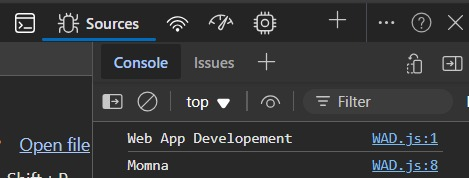 Sources
Console Issues
top Filter
Web App Developement WAD.js:1
Open file
Momna WAD.js:8